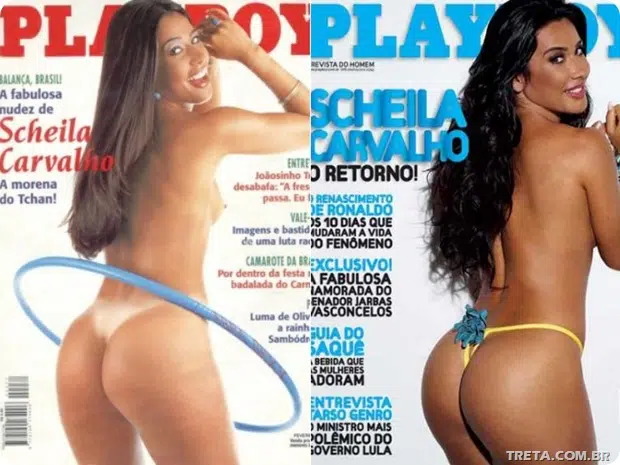 PLAYBOY
BALANÇA, BRASIL!
A fabulosa
nudez de
Scheila
Carvalho
A morena
do Tchan!
ENTRE
Joãosinho T
desabafa: "A fres
passa. Eu
VALE-
Imagens e bastid
de uma luta ra
CAMAROTE DA BRA
Por dentro da festa
badalada do Carn
Luma de Oliv
a rainh
Sambód
PLAYBOY
REVISTA DO HOMEM
SCHEILA
CARVALHO
O RETORNO!
O RENASCIMENTO
DE RONALDO
OS 10 DIAS QUE
MUDARAM A VIDA
DO FENÔMENO
EXCLUSIVO!
A FABULOSA
NAMORADA DO
SENADOR JARBAS
VASCONCELOS
GUIA DO
SAQUÊ
A BEBIDA QUE
AS MULHERES
ADORAM
ENTREVISTA
TARSO GENRO
O MINISTRO MAIS
POLÊMICO DO
GOVERNO LULA
TRETA.COM.BR